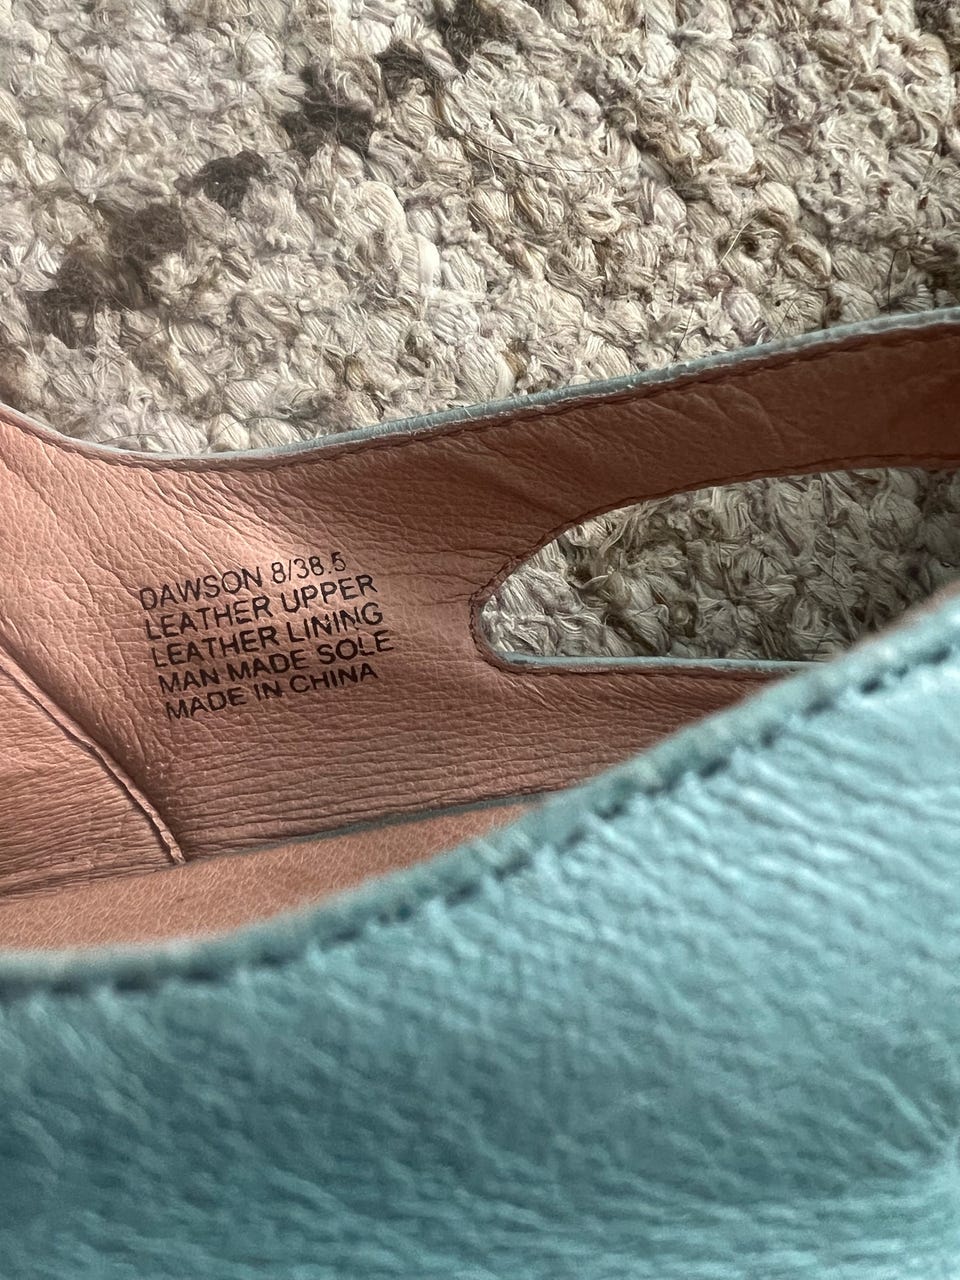 DAWSON 8/38.5
LEATHER UPPER
LEATHER LINING
MAN MADE SOLE
MADE IN CHINA